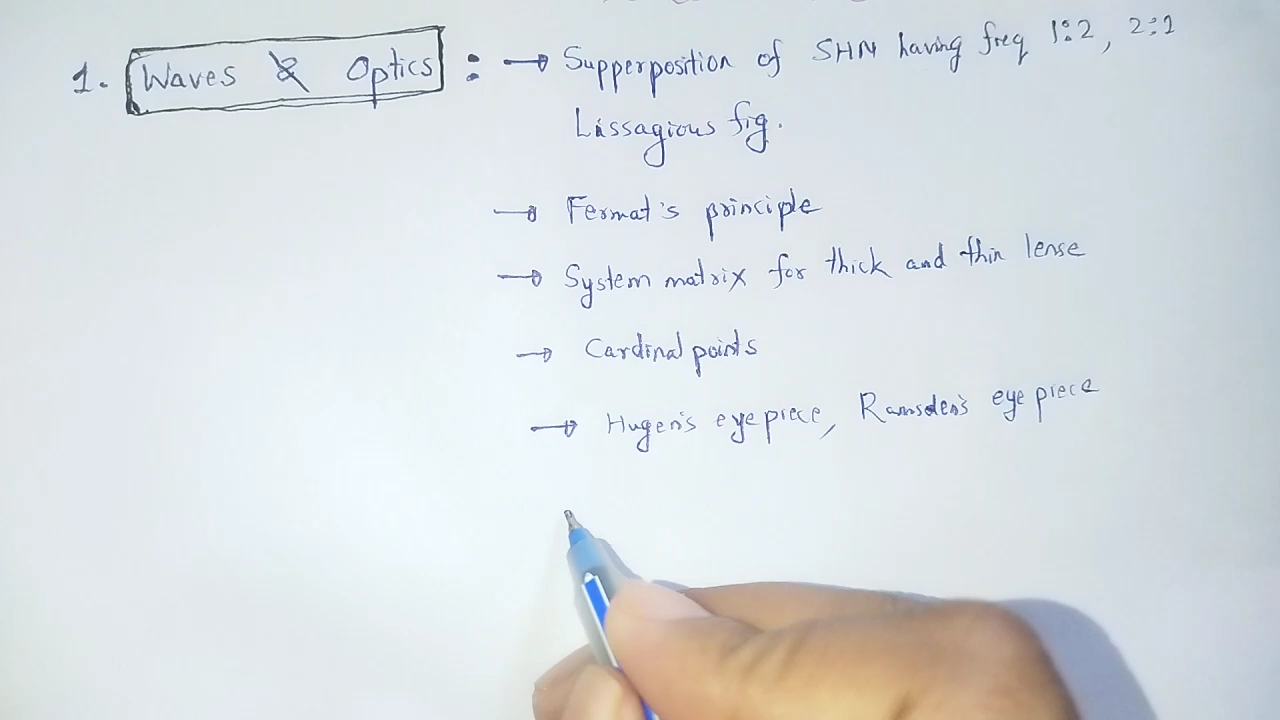 1. Waves & Optics : → Supperposition of SHM having freq 1:2, 2:1
Lissagious fig.
→ Fermat's principle
→ System matrix for thick and thin lense
→ Cardinal points
→ Hugen's eye piece, Ramsden's eye piece